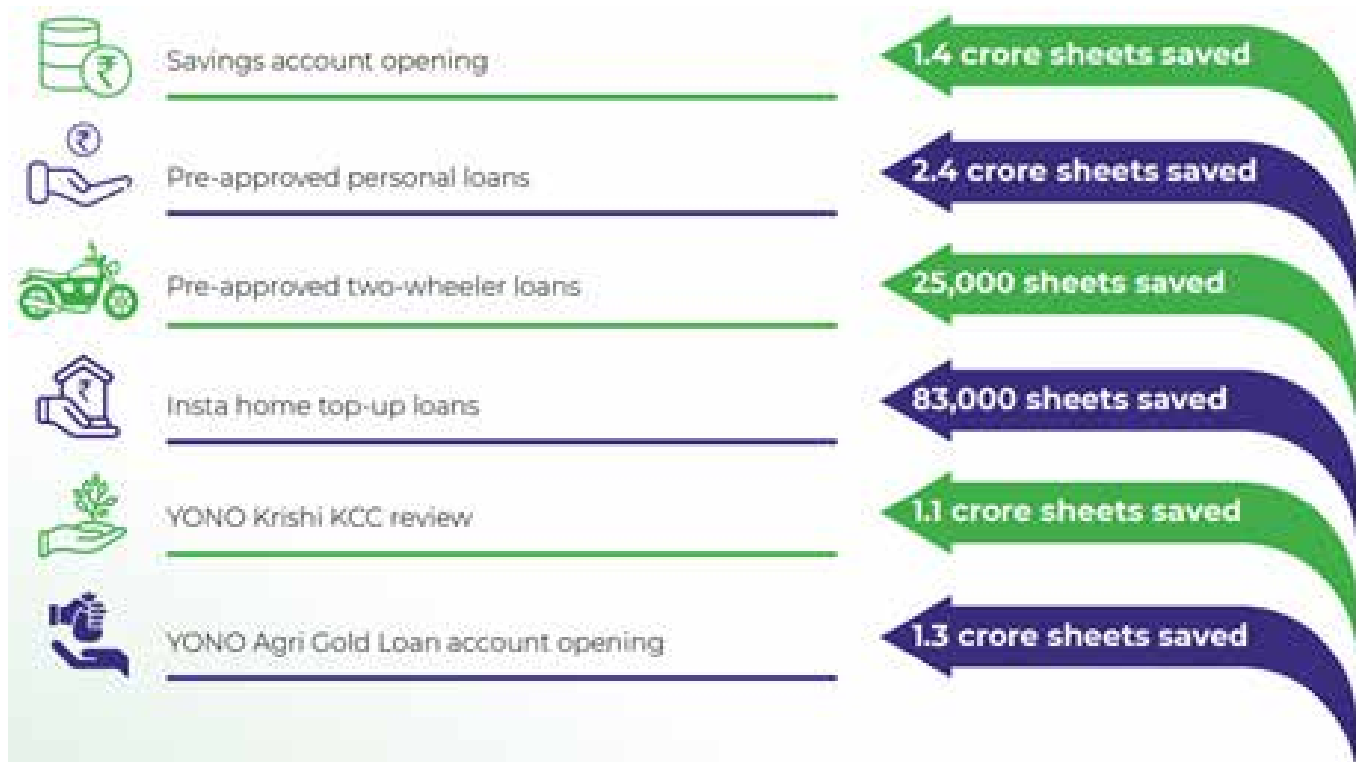 Savings account opening
1.4 crore sheets saved
Pre-approved personal loans
2.4 crore sheets saved
Pre-approved two-wheeler loans
25,000 sheets saved
Insta home top-up loans
83,000 sheets saved
YONO Krishi KCC review
1.1 crore sheets saved
YONO Agri Gold Loan account opening
1.3 crore sheets saved